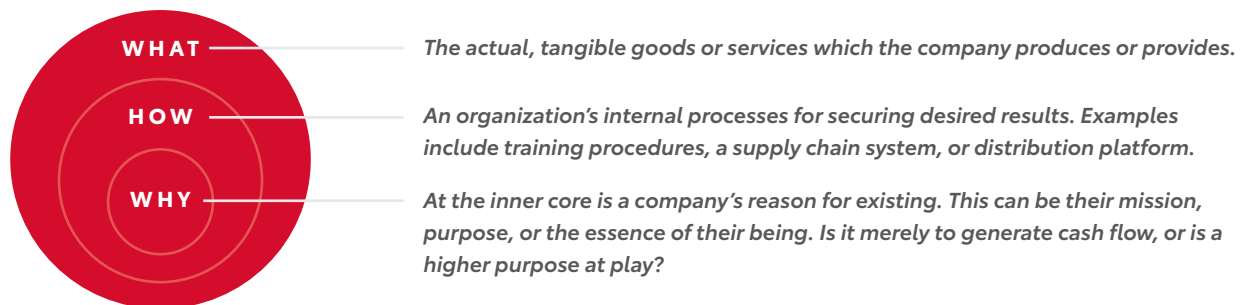 WHAT
The actual, tangible goods or services which the company produces or provides.
HOW
An organization’s internal processes for securing desired results. Examples
include training procedures, a supply chain system, or distribution platform.
WHY
At the inner core is a company’s reason for existing. This can be their mission,
purpose, or the essence of their being. Is it merely to generate cash flow, or is a
higher purpose at play?